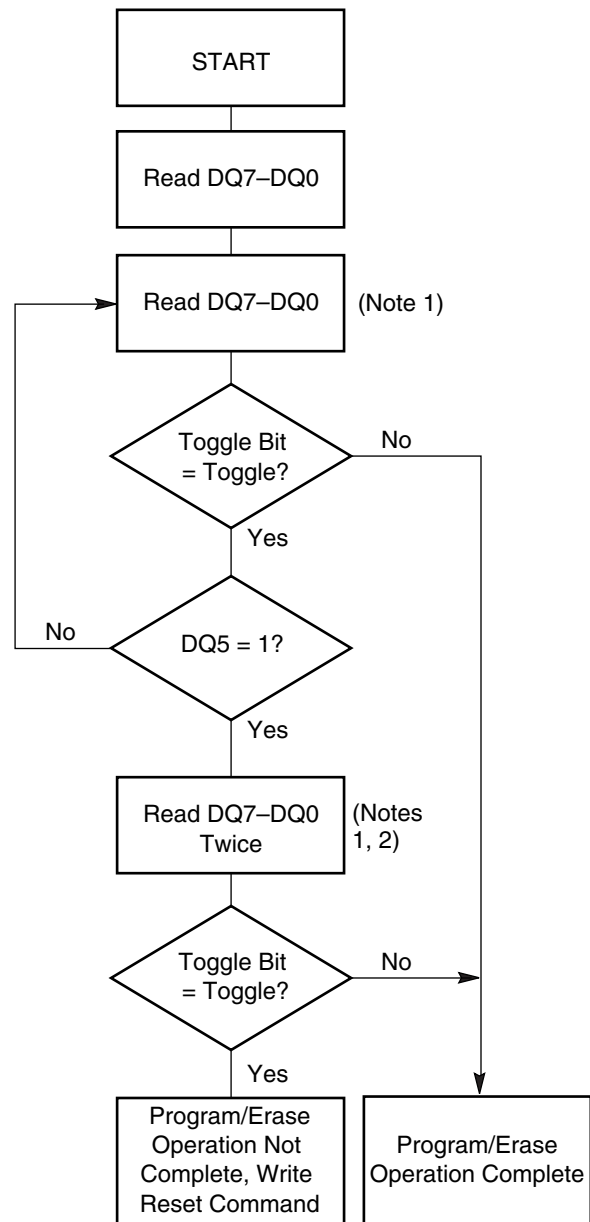 START
Read DQ7–DQ0
Read DQ7–DQ0
(Note 1)
Toggle Bit
= Toggle?
No
Yes
No
DQ5 = 1?
Yes
Read DQ7–DQ0
Twice
(Notes
1, 2)
Toggle Bit
= Toggle?
No
Yes
Program/Erase
Operation Not
Complete, Write
Reset Command
Program/Erase
Operation Complete